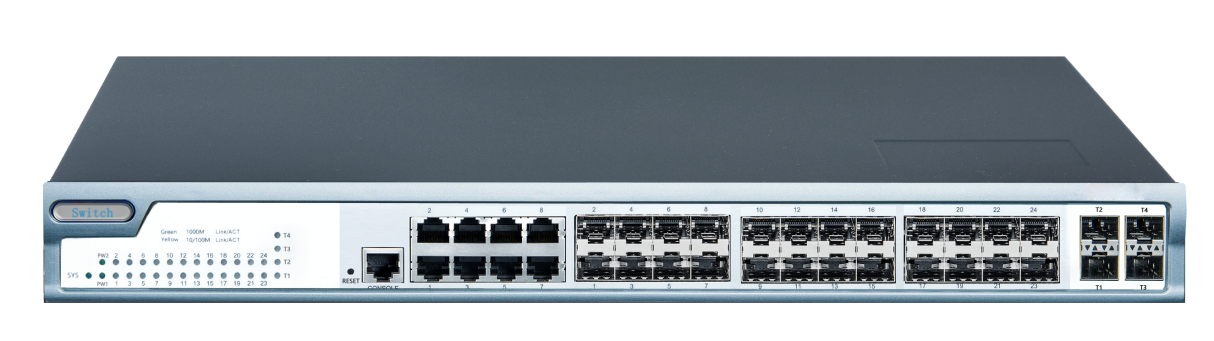 Switch
Green 1000M Link/ACT
Yellow 10/100M Link/ACT
T4
T3
PW2 2 4 6 8 10 12 14 16 18 20 22 24 T2
SYS
PW1 1 3 5 7 9 11 13 15 17 19 21 23 T1
RESET
CONSOLE
2 4 6 8
1 3 5 7
2 4 6 8
1 3 5 7
10 12 14 16
9 11 13 15
18 20 22 24
17 19 21 23
T2 T4
T1 T3